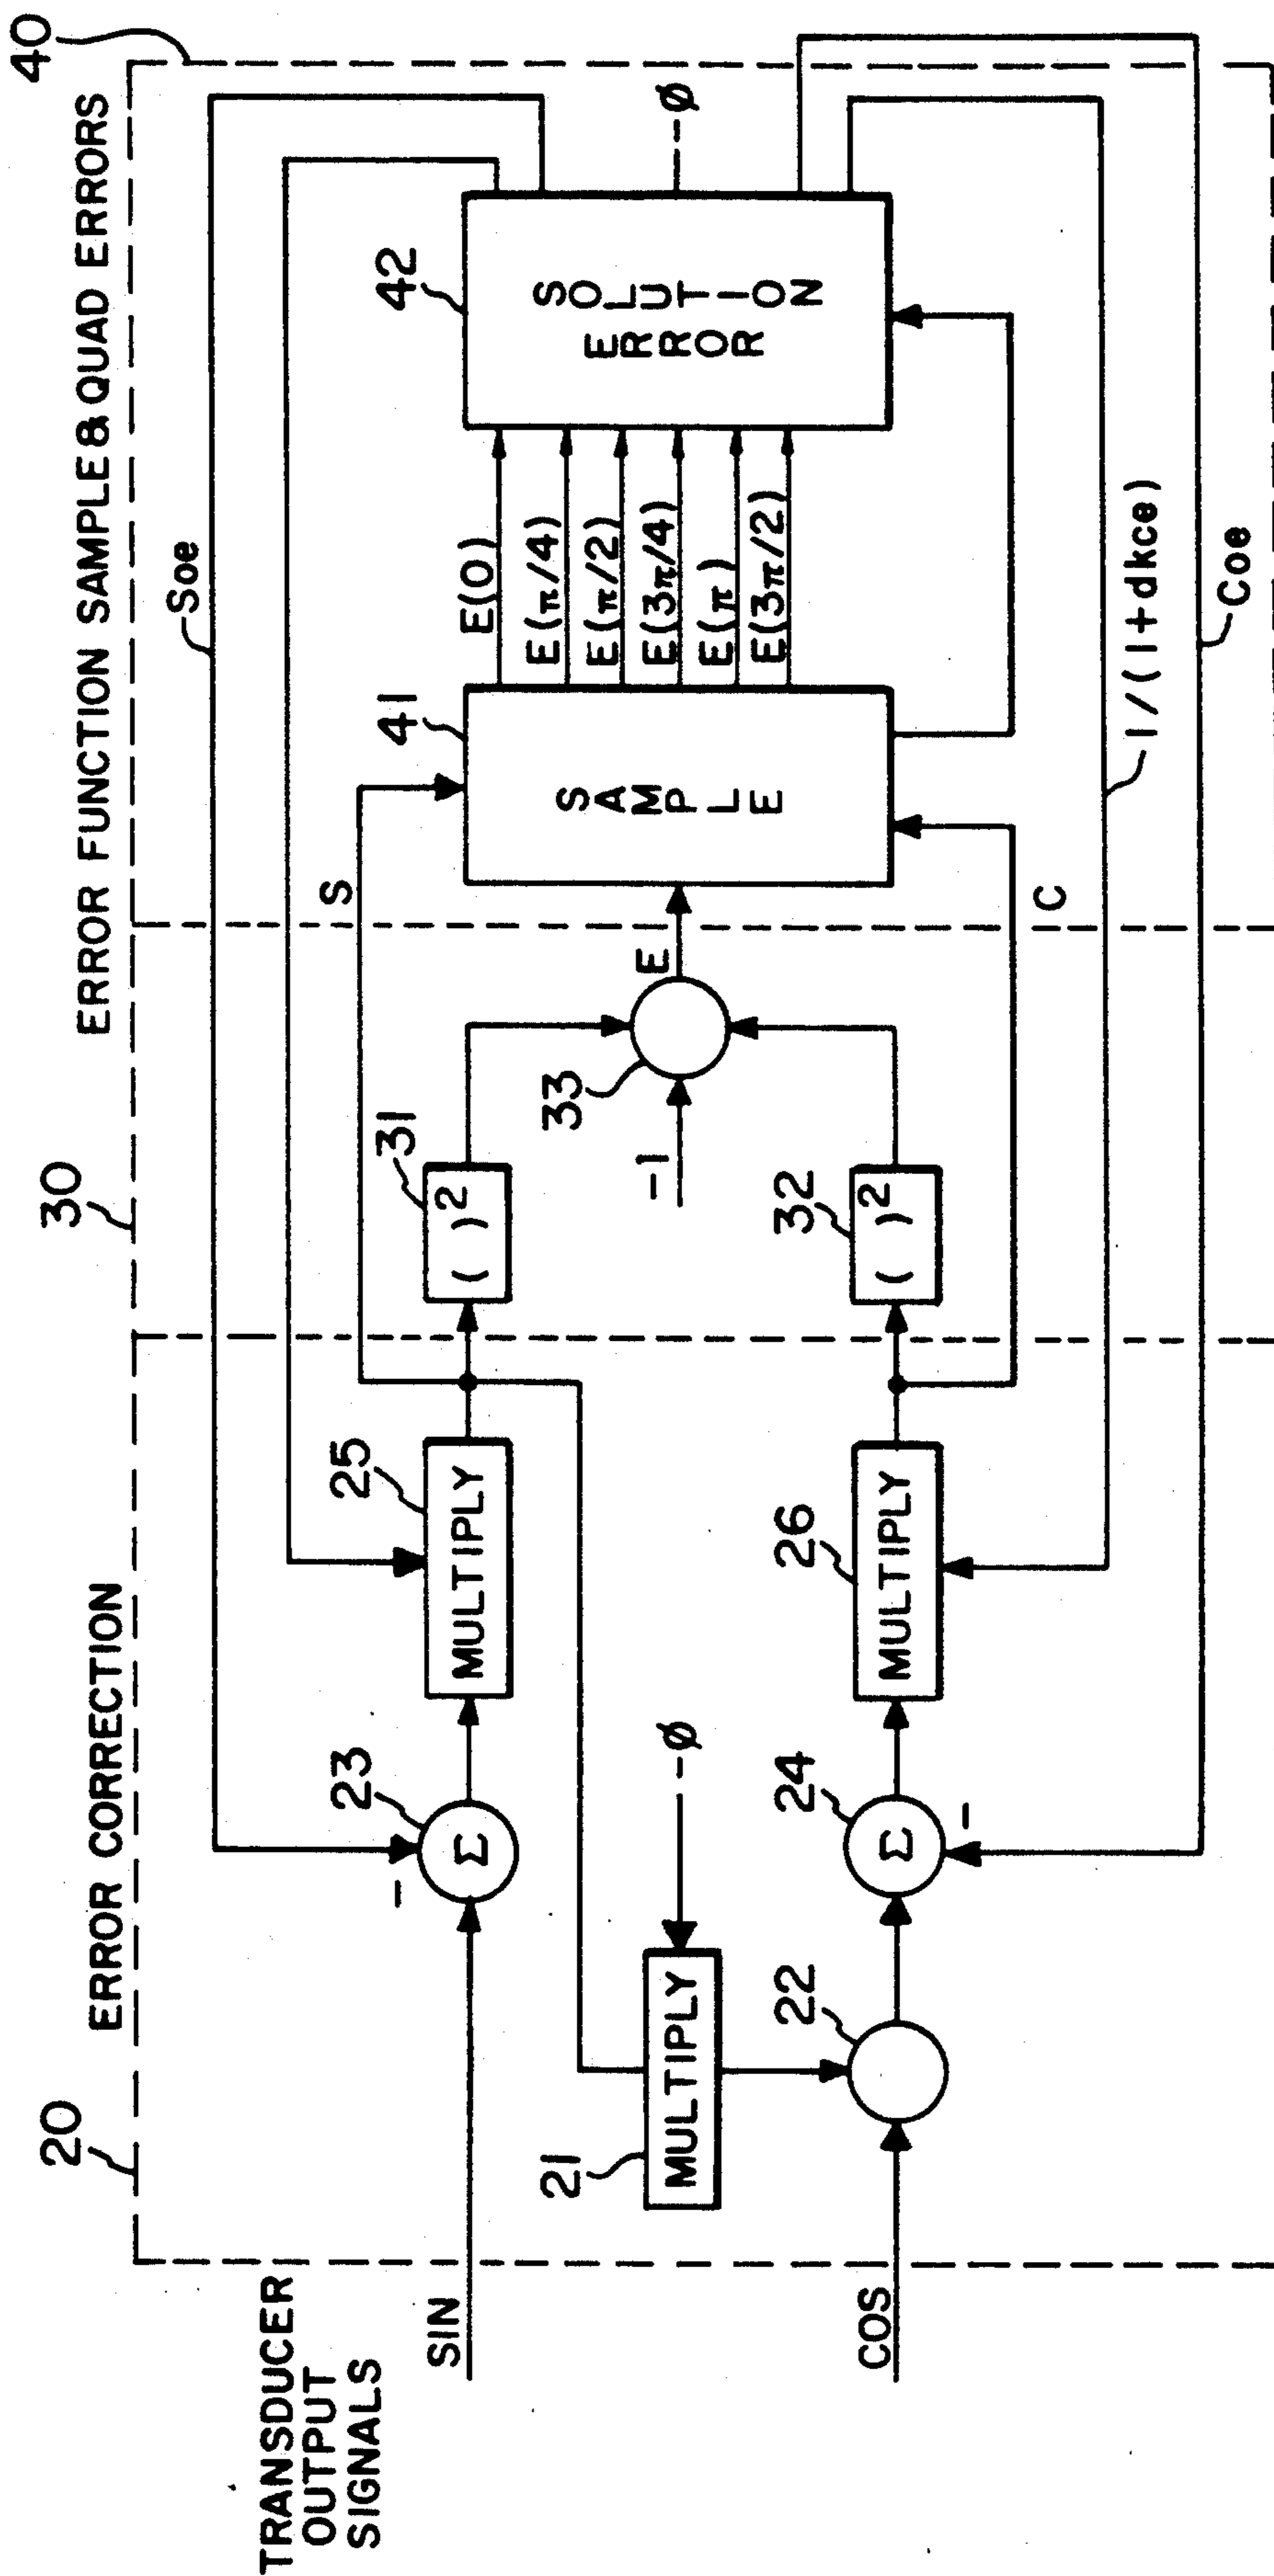 40
ERROR FUNCTION SAMPLE & QUAD ERRORS
30
ERROR CORRECTION
20
TRANSDUCER
OUTPUT
SIGNALS
SIN
COS
Soe
S
23
Σ
-
25
MULTIPLY
31
( )²
21
MULTIPLY
-Ø
33
-1
E
22
24
Σ
-
26
MULTIPLY
32
( )²
41
SAMPLE
E(0)
E(π/4)
E(π/2)
E(3π/4)
E(π)
E(3π/2)
42
SOLUTION
ERROR
--Ø
C
1/(1+dkce)
Coe